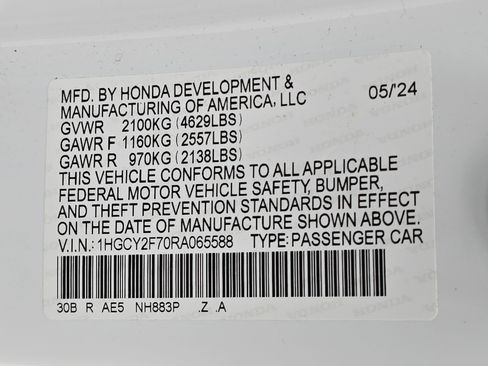 MFD. BY HONDA DEVELOPMENT &
MANUFACTURING OF AMERICA, LLC 05/'24
GVWR 2100KG (4629LBS)
GAWR F 1160KG (2557LBS)
GAWR R 970KG (2138LBS)
THIS VEHICLE CONFORMS TO ALL APPLICABLE
FEDERAL MOTOR VEHICLE SAFETY, BUMPER,
AND THEFT PREVENTION STANDARDS IN EFFECT
ON THE DATE OF MANUFACTURE SHOWN ABOVE.
V.I.N.: 1HGCY2F70RA065588 TYPE: PASSENGER CAR
30B R AE5 NH883P .Z .A